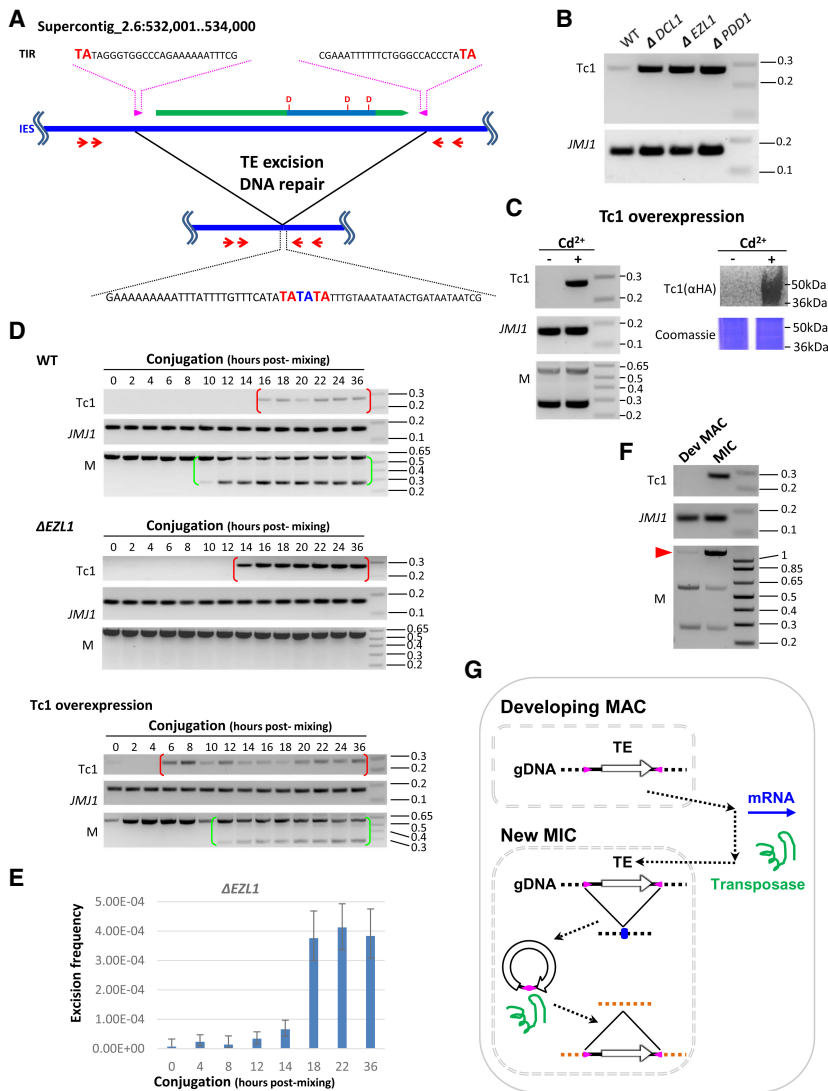 A
Supercontig_2.6:532,001..534,000
TIR
TATAGGGTGGCCCAGAAAAAATTTCG
CGAAATTTTTTCTGGGCCACCCTATA
D D D
IES
TE excision
DNA repair
GAAAAAAAAAATTTATTTTGTTTCATATATATATTTGTAAATAATACTGATAATAATCG
B
WT Δ DCL1 Δ EZL1 Δ PDD1
Tc1
0.3
0.2
JMJ1
0.2
0.1
C
Tc1 overexpression
Cd2+
- +
Tc1
0.3
0.2
JMJ1
0.2
0.1
M
0.65
0.5
0.4
0.3
0.2
Cd2+
- +
Tc1(αHA)
50kDa
36kDa
Coomassie
50kDa
36kDa
D
WT
Conjugation (hours post- mixing)
0 2 4 6 8 10 12 14 16 18 20 22 24 36
Tc1
0.3
0.2
JMJ1
0.2
0.1
M
0.65
0.5
0.4
0.3
0.2
ΔEZL1
Conjugation (hours post- mixing)
0 2 4 6 8 10 12 14 16 18 20 22 24 36
Tc1
0.3
0.2
JMJ1
0.2
0.1
M
0.65
0.5
0.4
0.3
0.2
Tc1 overexpression
Conjugation (hours post- mixing)
0 2 4 6 8 10 12 14 16 18 20 22 24 36
Tc1
0.3
0.2
JMJ1
0.2
0.1
M
0.65
0.5
0.4
0.3
E
ΔEZL1
Excision frequency
5.00E-04
4.00E-04
3.00E-04
2.00E-04
1.00E-04
0.00E+00
0 4 8 12 14 18 22 36
Conjugation (hours post-mixing)
F
Dev MAC MIC
Tc1
0.3
0.2
JMJ1
0.2
0.1
M
1
0.85
0.65
0.5
0.4
0.3
0.2
G
Developing MAC
TE
gDNA
mRNA
New MIC
TE
gDNA
Transposase